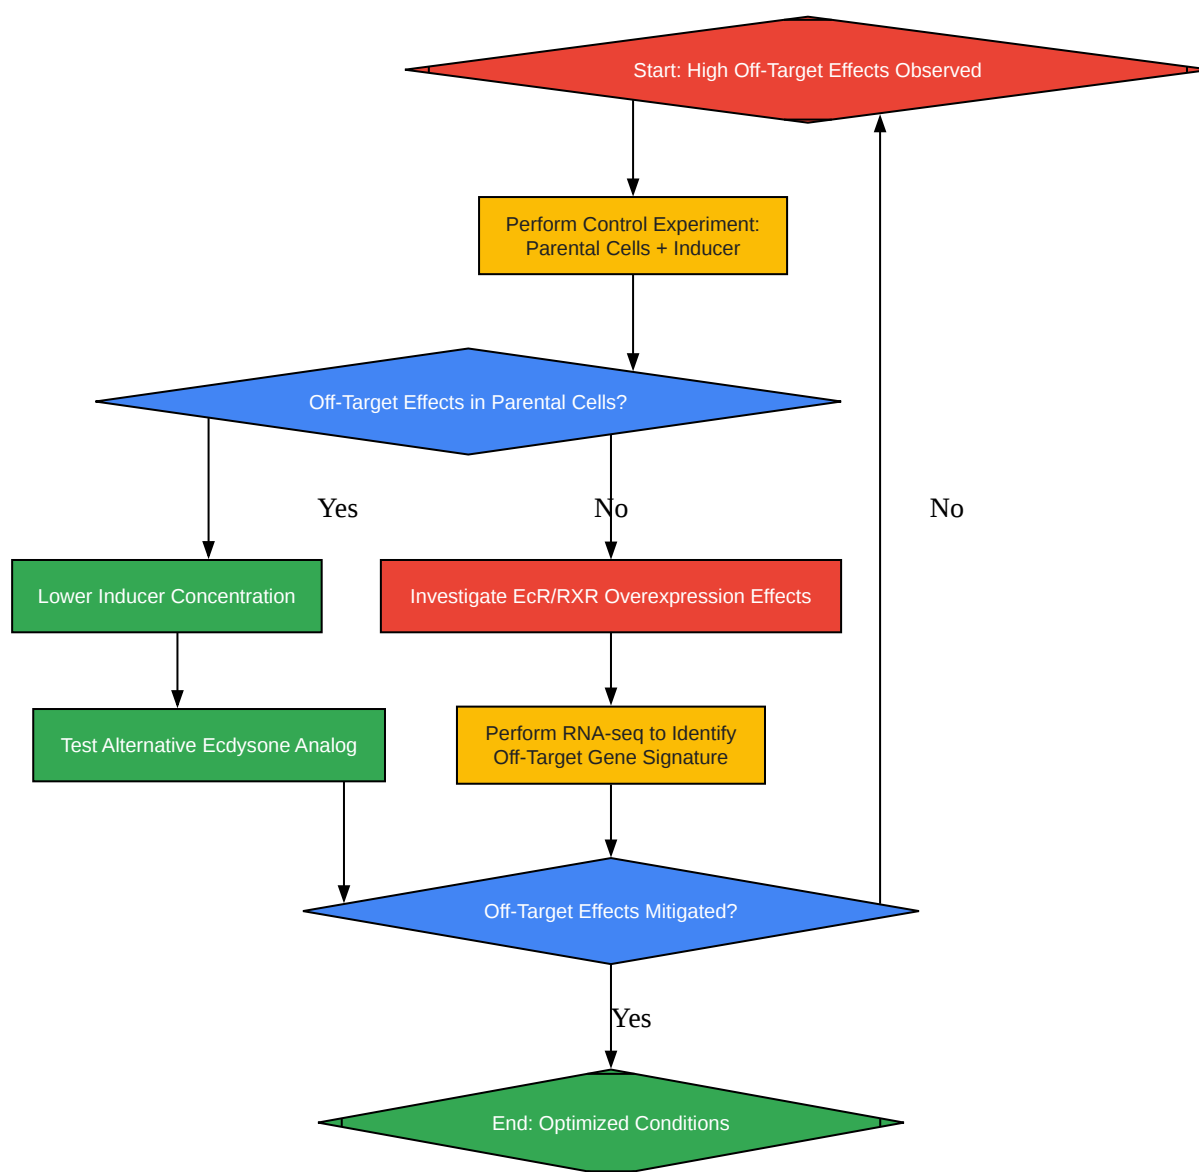 Start: High Off-Target Effects Observed
Perform Control Experiment:
Parental Cells + Inducer
Off-Target Effects in Parental Cells?
Yes
No
No
Lower Inducer Concentration
Investigate EcR/RXR Overexpression Effects
Test Alternative Ecdysone Analog
Perform RNA-seq to Identify
Off-Target Gene Signature
Off-Target Effects Mitigated?
Yes
End: Optimized Conditions